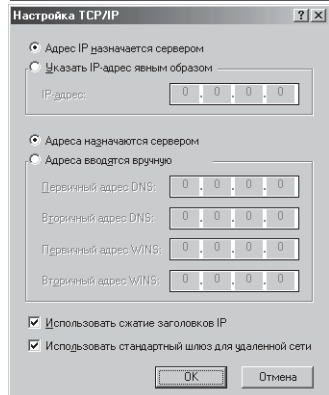 Настройка TCP/IP
Адрес IP назначается сервером
Указать IP-адрес явным образом
IP-адрес: 0 . 0 . 0 . 0
Адреса назначаются сервером
Адреса вводятся вручную
Первичный адрес DNS: 0 . 0 . 0 . 0
Вторичный адрес DNS: 0 . 0 . 0 . 0
Первичный адрес WINS: 0 . 0 . 0 . 0
Вторичный адрес WINS: 0 . 0 . 0 . 0
Использовать сжатие заголовков IP
Использовать стандартный шлюз для удаленной сети
OK Отмена